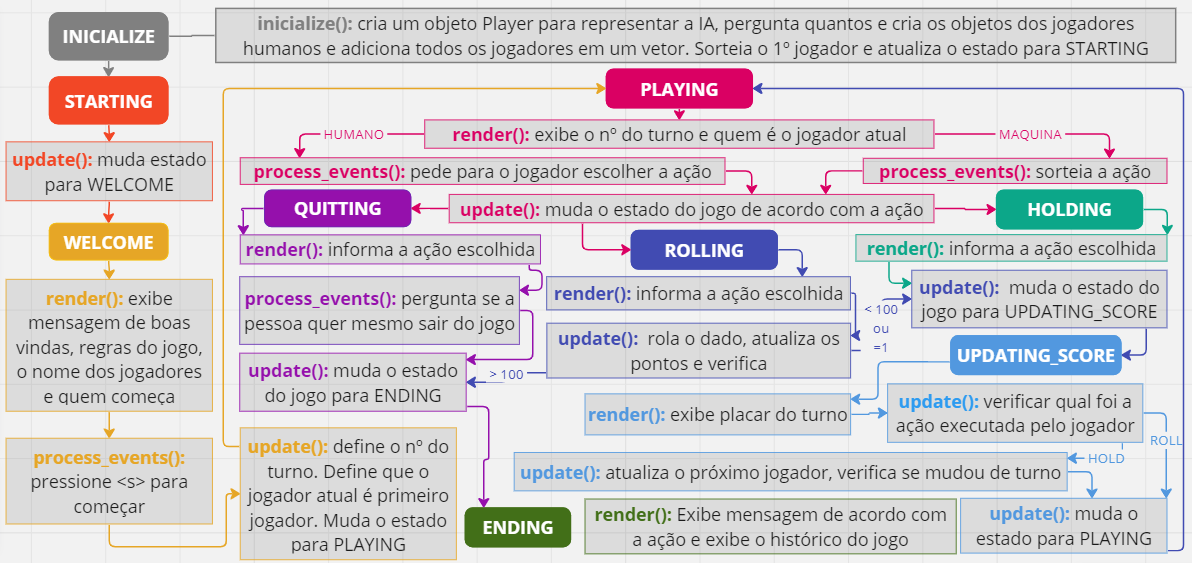 INICIALIZE
inicialize(): cria um objeto Player para representar a IA, pergunta quantos e cria os objetos dos jogadores
humanos e adiciona todos os jogadores em um vetor. Sorteia o 1º jogador e atualiza o estado para STARTING
STARTING
update(): muda estado
para WELCOME
WELCOME
render(): exibe
mensagem de boas
vindas, regras do jogo,
o nome dos jogadores
e quem começa
process_events():
pressione <s> para
começar
update(): define o nº do
turno. Define que o
jogador atual é primeiro
jogador. Muda o estado
para PLAYING
PLAYING
render(): exibe o nº do turno e quem é o jogador atual
HUMANO
MAQUINA
process_events(): pede para o jogador escolher a ação
process_events(): sorteia a ação
update(): muda o estado do jogo de acordo com a ação
QUITTING
render(): informa a ação escolhida
process_events(): pergunta se a
pessoa quer mesmo sair do jogo
update(): muda o estado
do jogo para ENDING
ROLLING
render(): informa a ação escolhida
update(): rola o dado, atualiza os
pontos e verifica
> 100
< 100
ou
=1
HOLDING
render(): informa a ação escolhida
update(): muda o estado do
jogo para UPDATING_SCORE
UPDATING_SCORE
render(): exibe placar do turno
update(): verificar qual foi a
ação executada pelo jogador
ROLL
HOLD
update(): atualiza o próximo jogador, verifica se mudou de turno
update(): muda o
estado para PLAYING
ENDING
render(): Exibe mensagem de acordo com
a ação e exibe o histórico do jogo